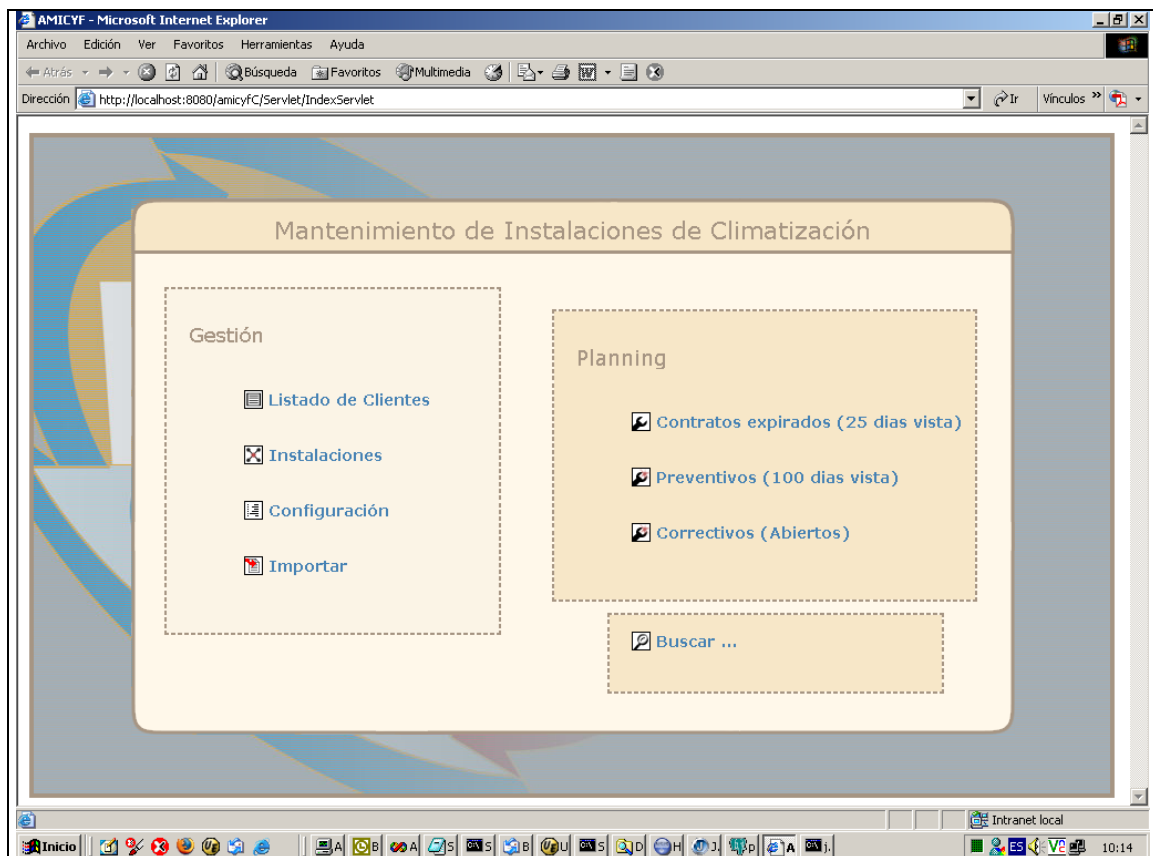 AMICYF - Microsoft Internet Explorer
Archivo Edición Ver Favoritos Herramientas Ayuda
Atrás Búsqueda Favoritos Multimedia
Dirección http://localhost:8080/amicyfC/Servlet/IndexServlet Ir Vínculos »
Mantenimiento de Instalaciones de Climatización
Gestión
Listado de Clientes
Instalaciones
Configuración
Importar
Planning
Contratos expirados (25 dias vista)
Preventivos (100 dias vista)
Correctivos (Abiertos)
Buscar ...
Intranet local
Inicio A B A S S B U S D H J. p A j. ES 10:14